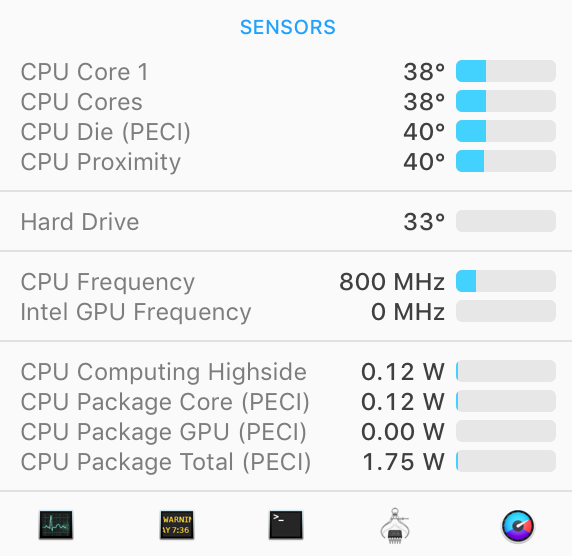 SENSORS
CPU Core 1 38°
CPU Cores 38°
CPU Die (PECI) 40°
CPU Proximity 40°
Hard Drive 33°
CPU Frequency 800 MHz
Intel GPU Frequency 0 MHz
CPU Computing Highside 0.12 W
CPU Package Core (PECI) 0.12 W
CPU Package GPU (PECI) 0.00 W
CPU Package Total (PECI) 1.75 W
WARNIN
AY 7:36
>_